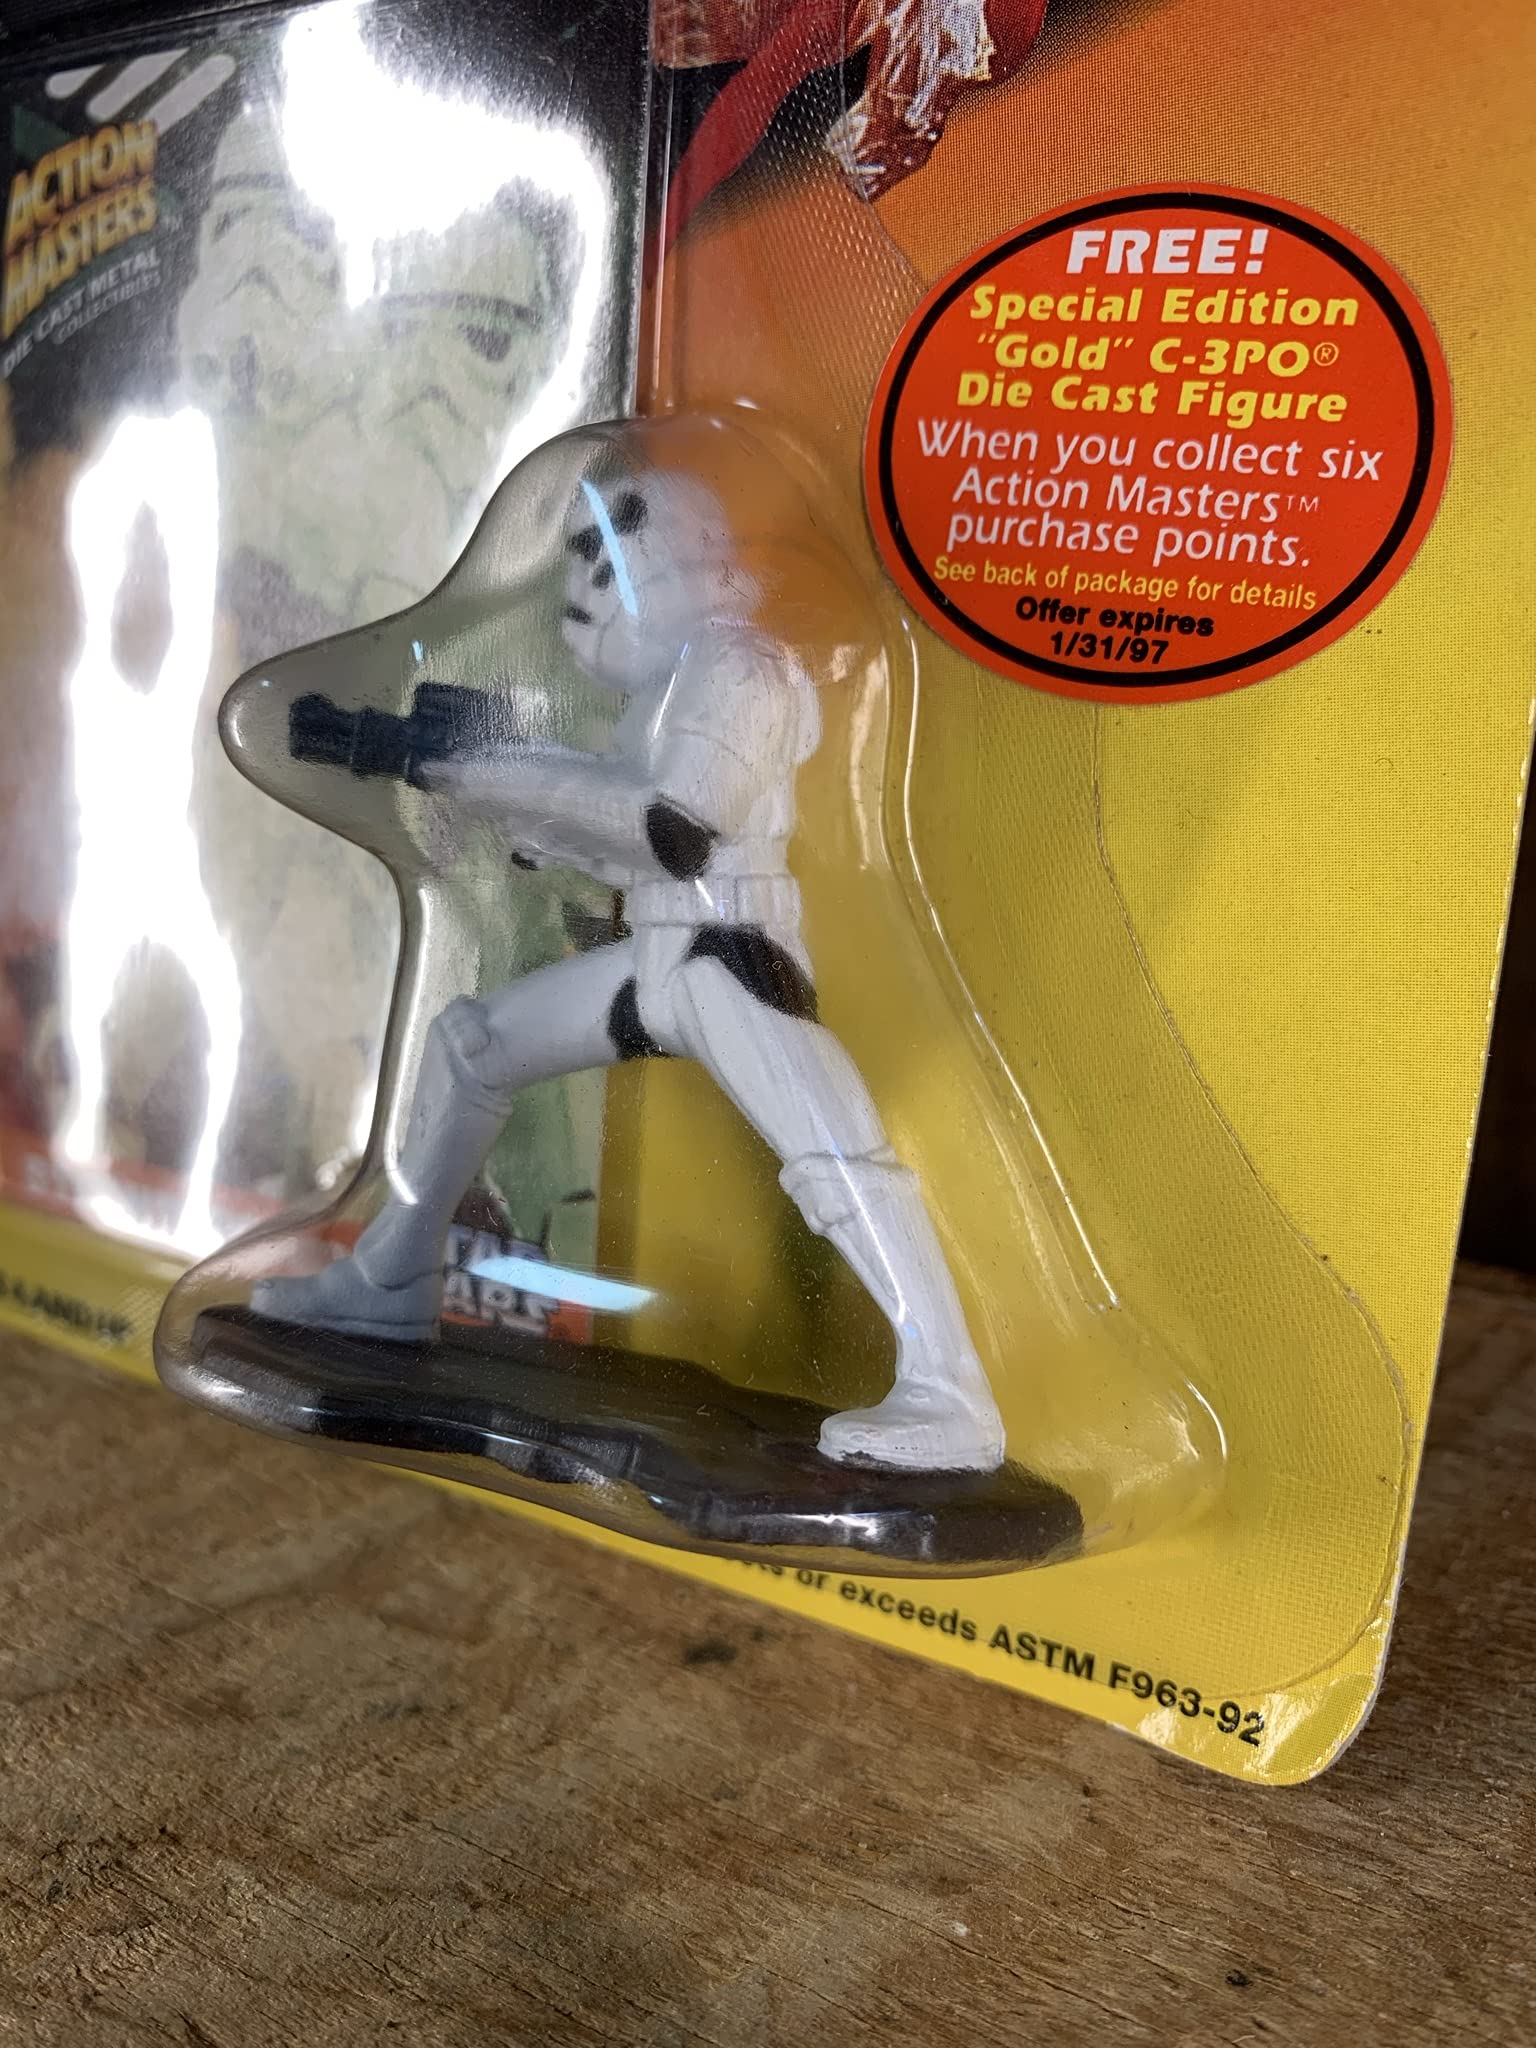 ACTION
MASTERS
DIE CAST METAL
COLLECTIBLES
FREE!
Special Edition
"Gold" C-3PO®
Die Cast Figure
When you collect six
Action Masters™
purchase points.
See back of package for details
Offer expires
1/31/97
or exceeds ASTM F963-92